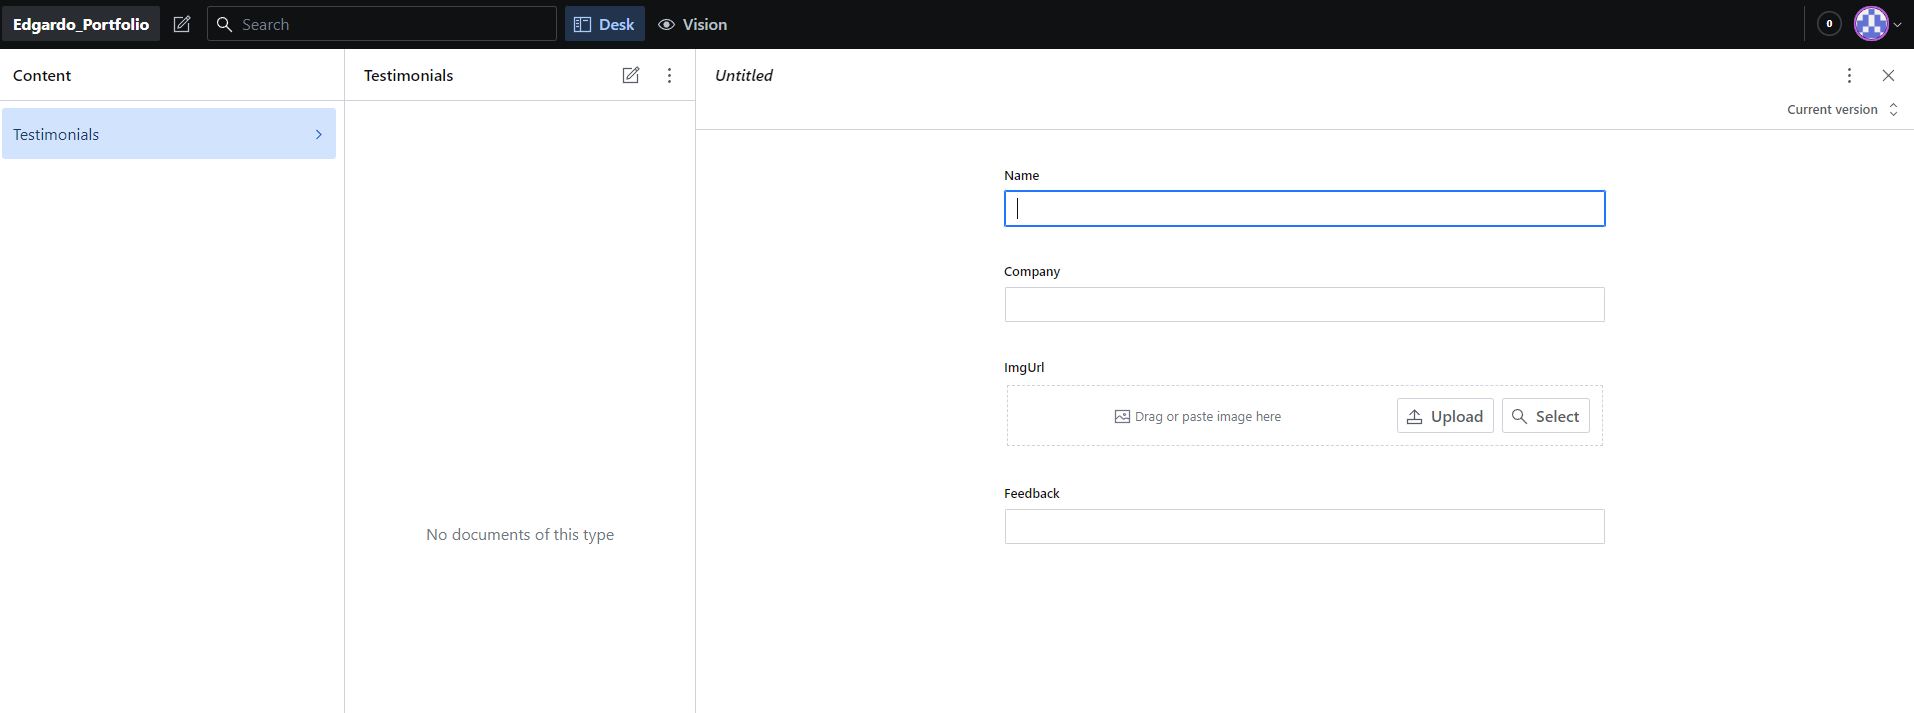 Edgardo_Portfolio Search Desk Vision 0
Content
Testimonials
Testimonials
No documents of this type
Untitled
Current version
Name
Company
ImgUrl
Drag or paste image here Upload Select
Feedback